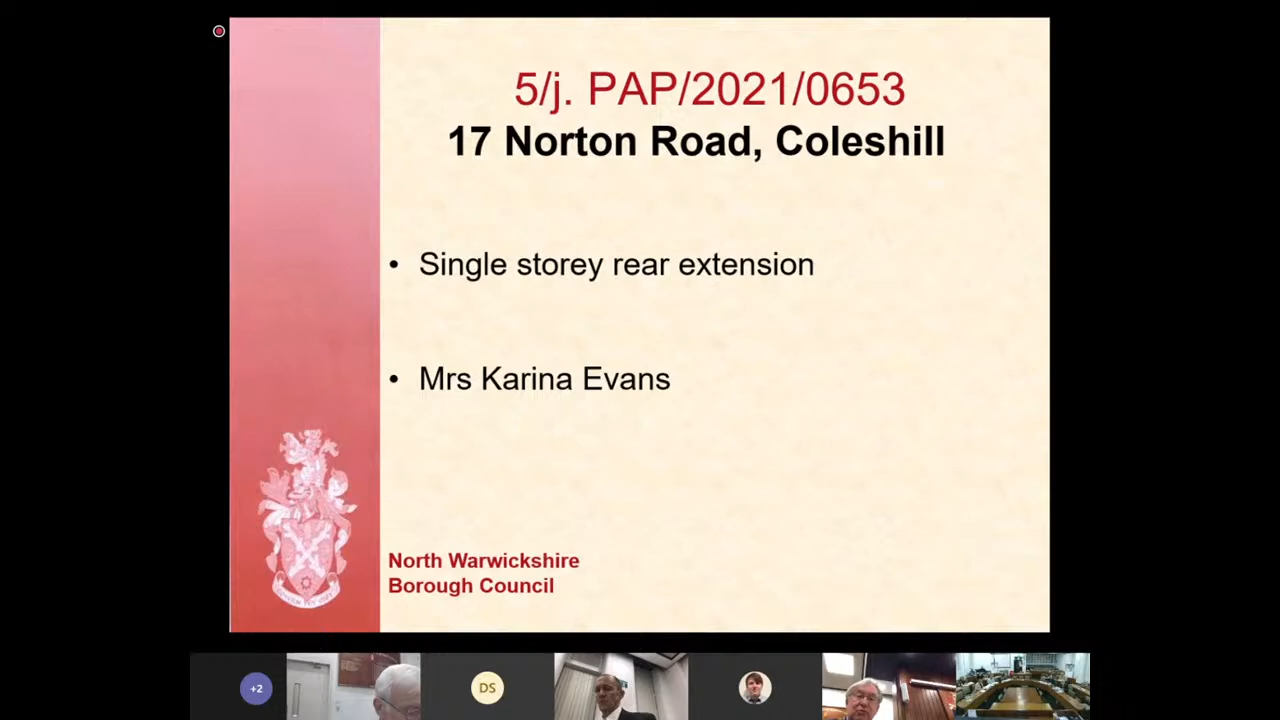 5/j. PAP/2021/0653
17 Norton Road, Coleshill
• Single storey rear extension
• Mrs Karina Evans
North Warwickshire
Borough Council
+2
DS